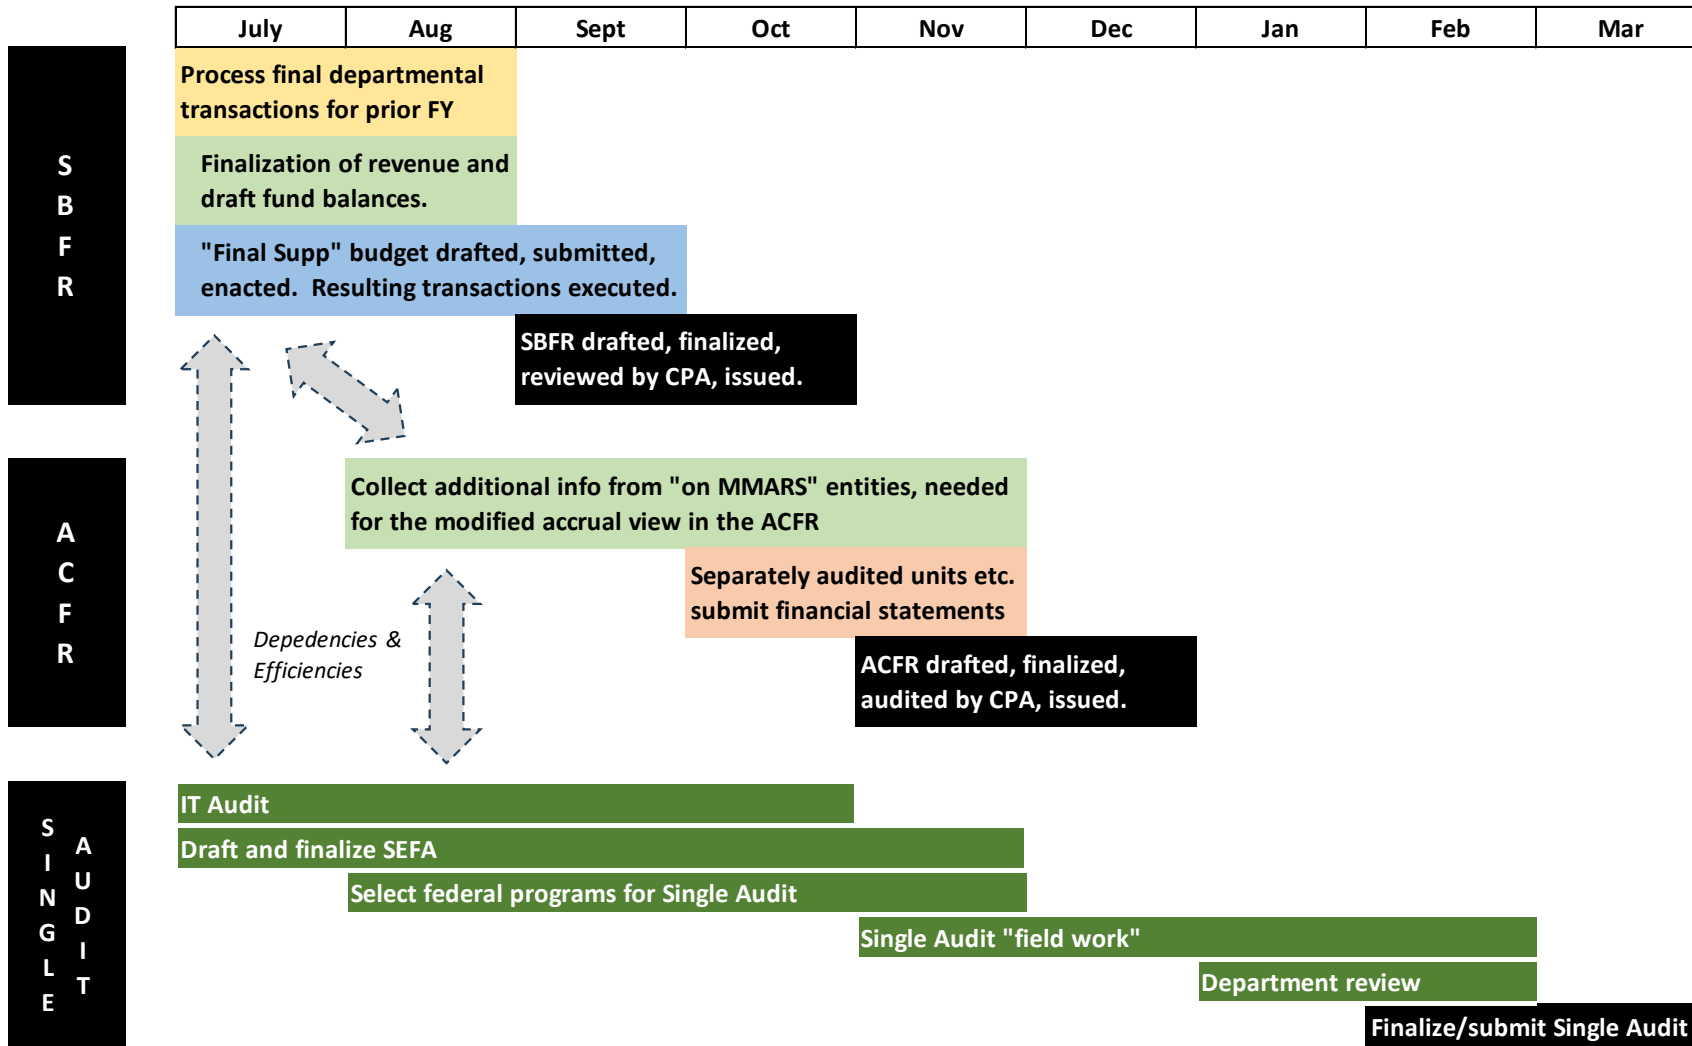 July Aug Sept Oct Nov Dec Jan Feb Mar
SBFR
Process final departmental
transactions for prior FY
Finalization of revenue and
draft fund balances.
"Final Supp" budget drafted, submitted,
enacted.  Resulting transactions executed.
SBFR drafted, finalized,
reviewed by CPA, issued.
ACFR
Collect additional info from "on MMARS" entities, needed
for the modified accrual view in the ACFR
Separately audited units etc.
submit financial statements
Depedencies &
Efficiencies
ACFR drafted, finalized,
audited by CPA, issued.
SINGLE
AUDIT
IT Audit
Draft and finalize SEFA
Select federal programs for Single Audit
Single Audit "field work"
Department review
Finalize/submit Single Audit